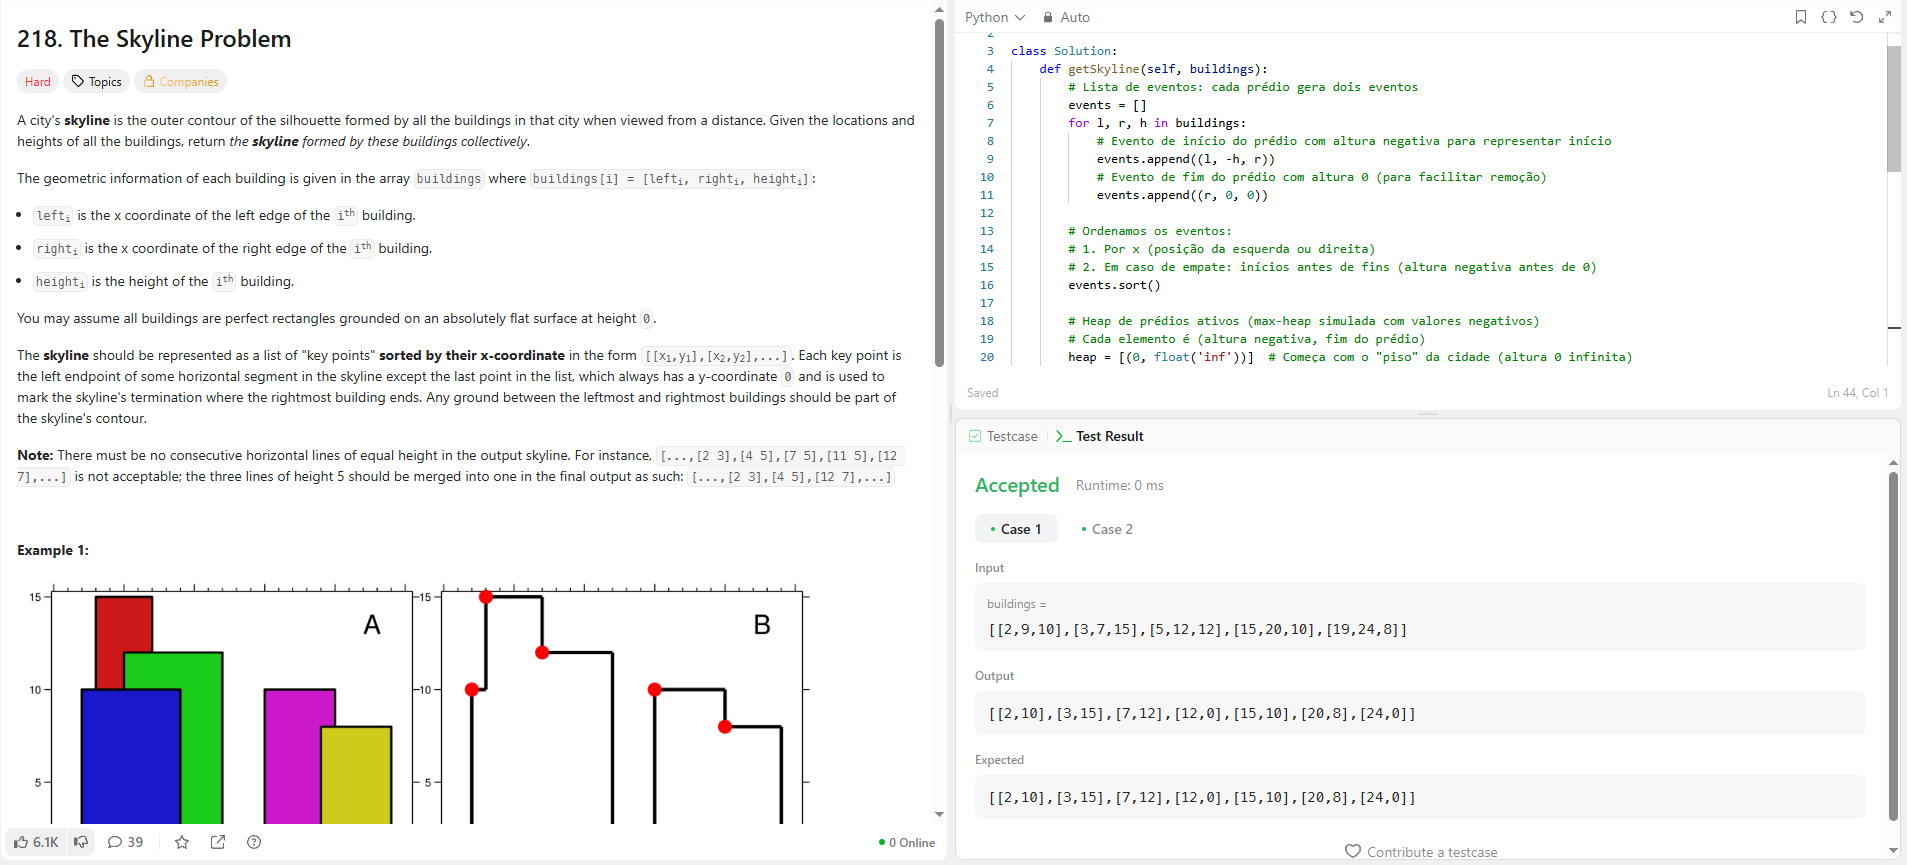 218. The Skyline Problem
Hard Topics Companies
A city's skyline is the outer contour of the silhouette formed by all the buildings in that city when viewed from a distance. Given the locations and
heights of all the buildings, return the skyline formed by these buildings collectively.
The geometric information of each building is given in the array buildings where buildings[i] = [lefti, righti, heighti]:
• lefti is the x coordinate of the left edge of the ith building.
• righti is the x coordinate of the right edge of the ith building.
• heighti is the height of the ith building.
You may assume all buildings are perfect rectangles grounded on an absolutely flat surface at height 0.
The skyline should be represented as a list of "key points" sorted by their x-coordinate in the form [[x1,y1],[x2,y2],...]. Each key point is
the left endpoint of some horizontal segment in the skyline except the last point in the list, which always has a y-coordinate 0 and is used to
mark the skyline's termination where the rightmost building ends. Any ground between the leftmost and rightmost buildings should be part of
the skyline's contour.
Note: There must be no consecutive horizontal lines of equal height in the output skyline. For instance, [...,[2 3],[4 5],[7 5],[11 5],[12
7],...] is not acceptable; the three lines of height 5 should be merged into one in the final output as such: [...,[2 3],[4 5],[12 7],...]
Example 1:
15 15
A B
10 10
5 5
6.1K 39 0 Online
Python Auto
2
3 class Solution:
4 def getSkyline(self, buildings):
5 # Lista de eventos: cada prédio gera dois eventos
6 events = []
7 for l, r, h in buildings:
8 # Evento de início do prédio com altura negativa para representar início
9 events.append((l, -h, r))
10 # Evento de fim do prédio com altura 0 (para facilitar remoção)
11 events.append((r, 0, 0))
12
13 # Ordenamos os eventos:
14 # 1. Por x (posição da esquerda ou direita)
15 # 2. Em caso de empate: inícios antes de fins (altura negativa antes de 0)
16 events.sort()
17
18 # Heap de prédios ativos (max-heap simulada com valores negativos)
19 # Cada elemento é (altura negativa, fim do prédio)
20 heap = [(0, float('inf'))] # Começa com o "piso" da cidade (altura 0 infinita)
Saved Ln 44, Col 1
Testcase >_ Test Result
Accepted Runtime: 0 ms
• Case 1 • Case 2
Input
buildings =
[[2,9,10],[3,7,15],[5,12,12],[15,20,10],[19,24,8]]
Output
[[2,10],[3,15],[7,12],[12,0],[15,10],[20,8],[24,0]]
Expected
[[2,10],[3,15],[7,12],[12,0],[15,10],[20,8],[24,0]]
Contribute a testcase